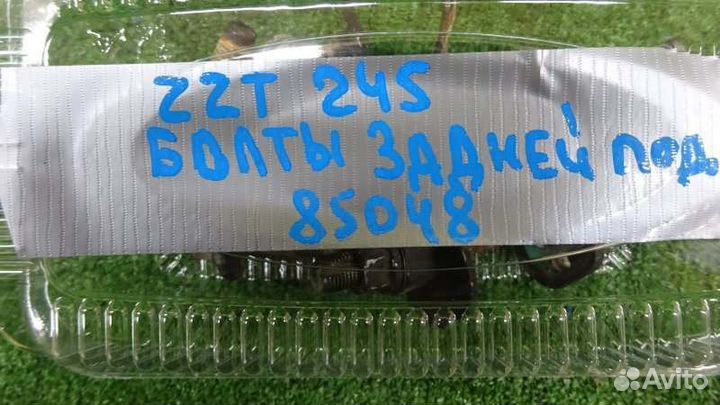 ZZT 245
БОЛТЫ ЗАДНЕЙ ПОД.
85048
Avito